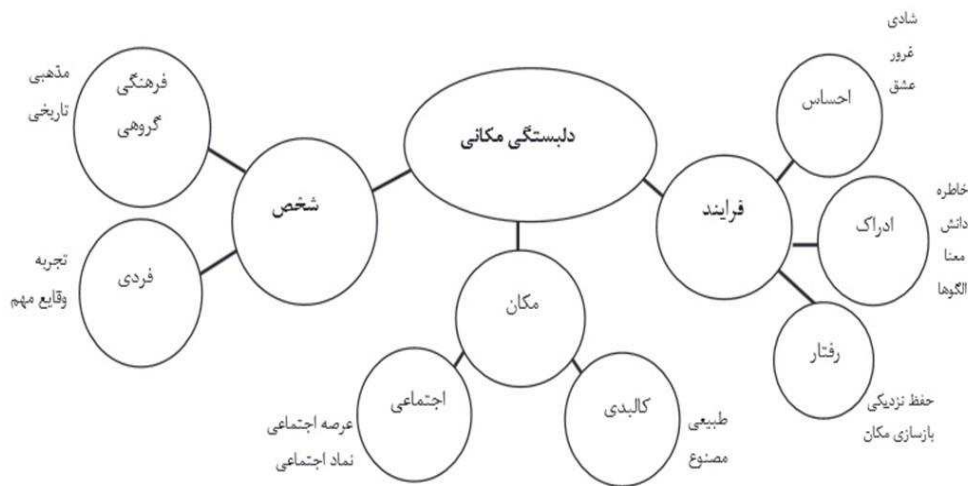 دلبستگی مکانی
فرایند
احساس
شادی
غرور
عشق
ادراک
خاطره
دانش
معنا
الگوها
رفتار
حفظ نزدیکی
بازسازی مکان
مکان
کالبدی
طبیعی
مصنوع
اجتماعی
عرصه اجتماعی
نماد اجتماعی
شخص
فرهنگی
گروهی
مذهبی
تاریخی
فردی
تجربه
وقایع مهم